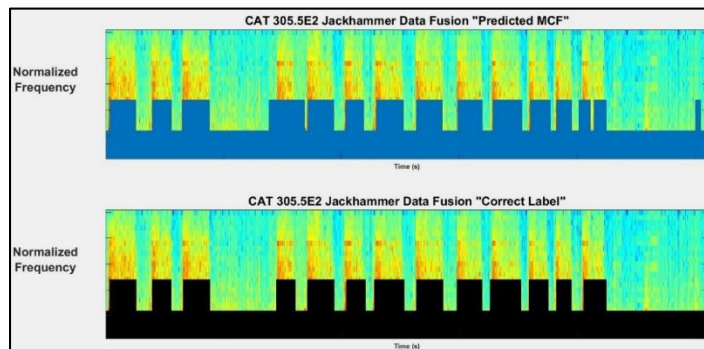 CAT 305.5E2 Jackhammer Data Fusion "Predicted MCF"
Normalized
Frequency
Time (s)
CAT 305.5E2 Jackhammer Data Fusion "Correct Label"
Normalized
Frequency
Time (s)